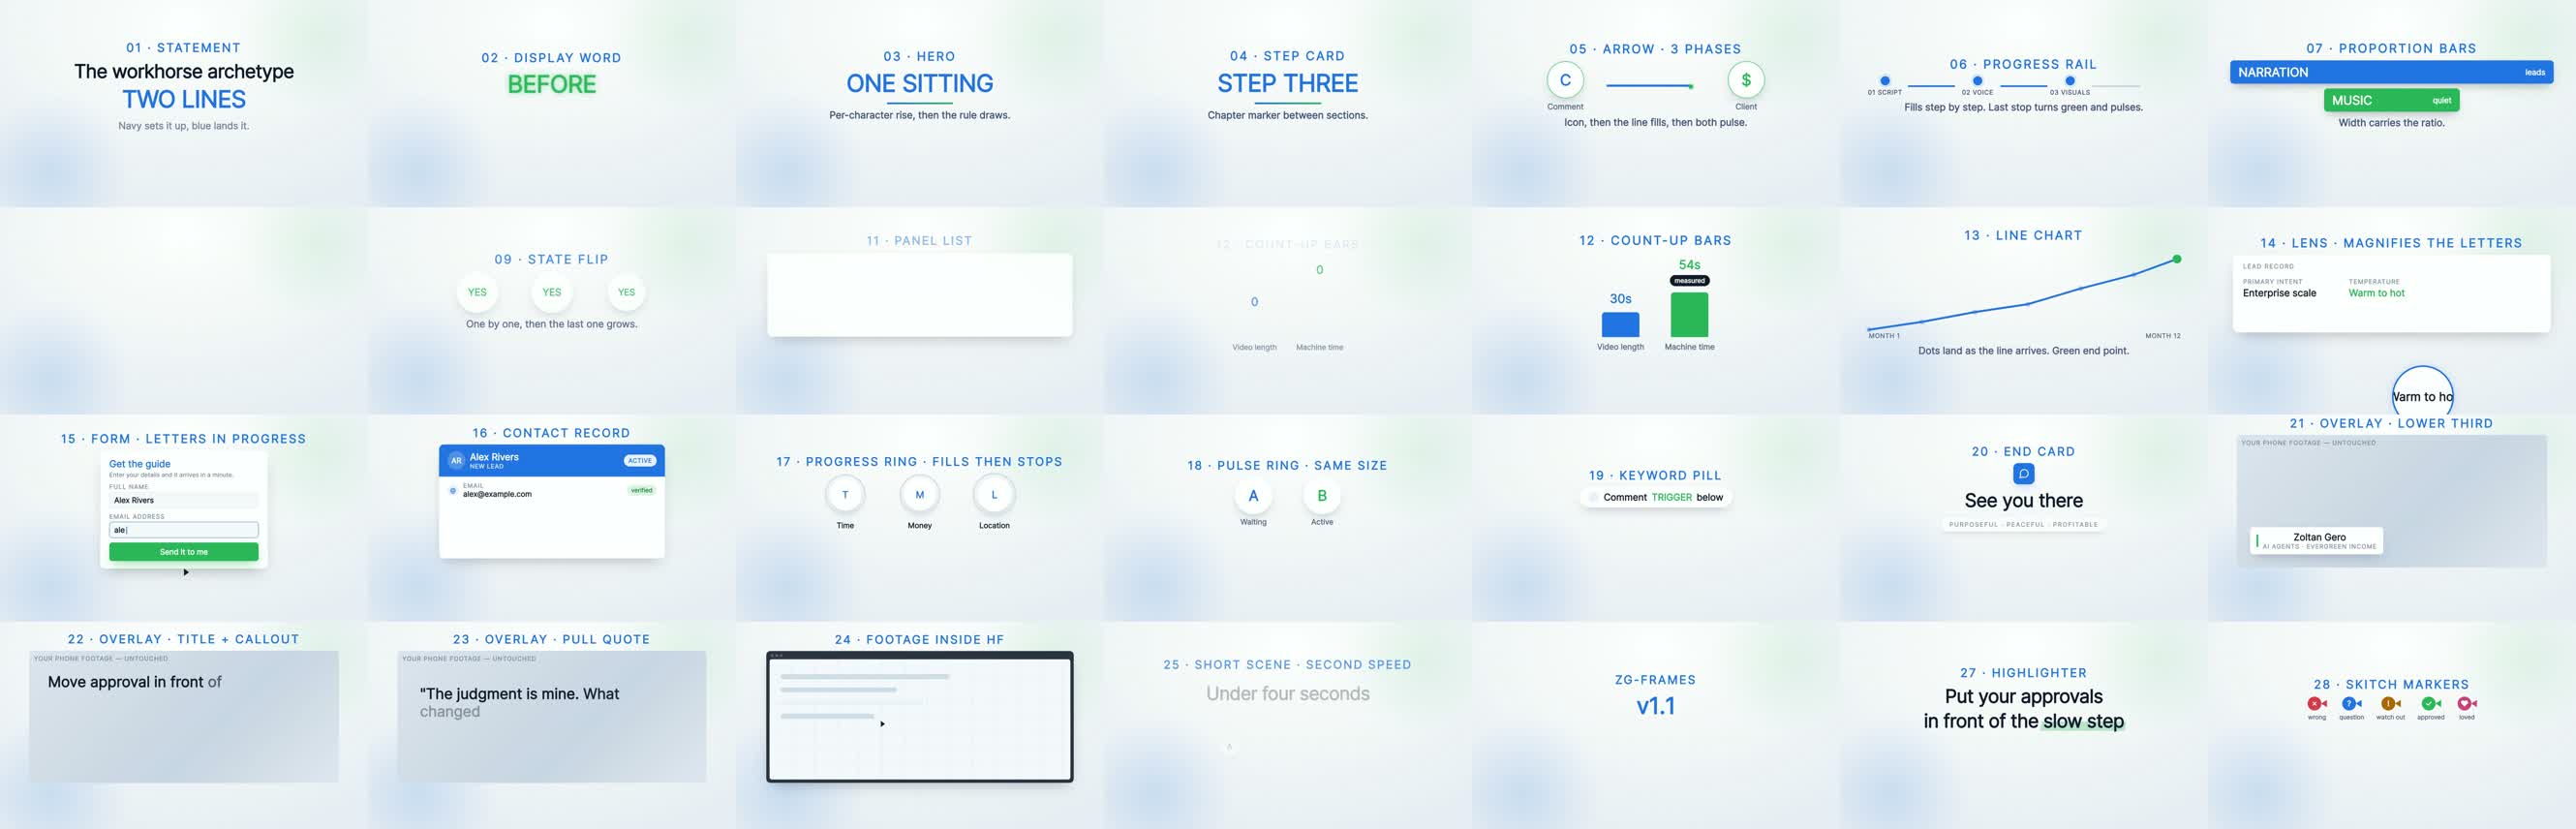 01 · STATEMENT
The workhorse archetype
TWO LINES
Navy sets it up, blue lands it.
02 · DISPLAY WORD
BEFORE
03 · HERO
ONE SITTING
Per-character rise, then the rule draws.
04 · STEP CARD
STEP THREE
Chapter marker between sections.
05 · ARROW · 3 PHASES
C
$
Comment
Client
Icon, then the line fills, then both pulse.
06 · PROGRESS RAIL
01 SCRIPT
02 VOICE
03 VISUALS
Fills step by step. Last stop turns green and pulses.
07 · PROPORTION BARS
NARRATION
leads
MUSIC
quiet
Width carries the ratio.
09 · STATE FLIP
YES
YES
YES
One by one, then the last one grows.
11 · PANEL LIST
12 · COUNT-UP BARS
0
0
Video length
Machine time
12 · COUNT-UP BARS
54s
measured
30s
Video length
Machine time
13 · LINE CHART
MONTH 1
MONTH 12
Dots land as the line arrives. Green end point.
14 · LENS · MAGNIFIES THE LETTERS
LEAD RECORD
PRIMARY INTENT
TEMPERATURE
Enterprise scale
Warm to hot
Warm to ho
15 · FORM · LETTERS IN PROGRESS
Get the guide
Enter your details and it arrives in a minute.
FULL NAME
Alex Rivers
EMAIL ADDRESS
ale
Send it to me
16 · CONTACT RECORD
AR
Alex Rivers
NEW LEAD
ACTIVE
@
EMAIL
alex@example.com
verified
17 · PROGRESS RING · FILLS THEN STOPS
T
M
L
Time
Money
Location
18 · PULSE RING · SAME SIZE
A
B
Waiting
Active
19 · KEYWORD PILL
Comment TRIGGER below
20 · END CARD
See you there
PURPOSEFUL · PEACEFUL · PROFITABLE
21 · OVERLAY · LOWER THIRD
YOUR PHONE FOOTAGE — UNTOUCHED
Zoltan Gero
AI AGENTS · EVERGREEN INCOME
22 · OVERLAY · TITLE + CALLOUT
YOUR PHONE FOOTAGE — UNTOUCHED
Move approval in front of
23 · OVERLAY · PULL QUOTE
YOUR PHONE FOOTAGE — UNTOUCHED
"The judgment is mine. What
changed
24 · FOOTAGE INSIDE HF
25 · SHORT SCENE · SECOND SPEED
Under four seconds
A
ZG-FRAMES
v1.1
27 · HIGHLIGHTER
Put your approvals
in front of the slow step
28 · SKITCH MARKERS
?
!
wrong
question
watch out
approved
loved